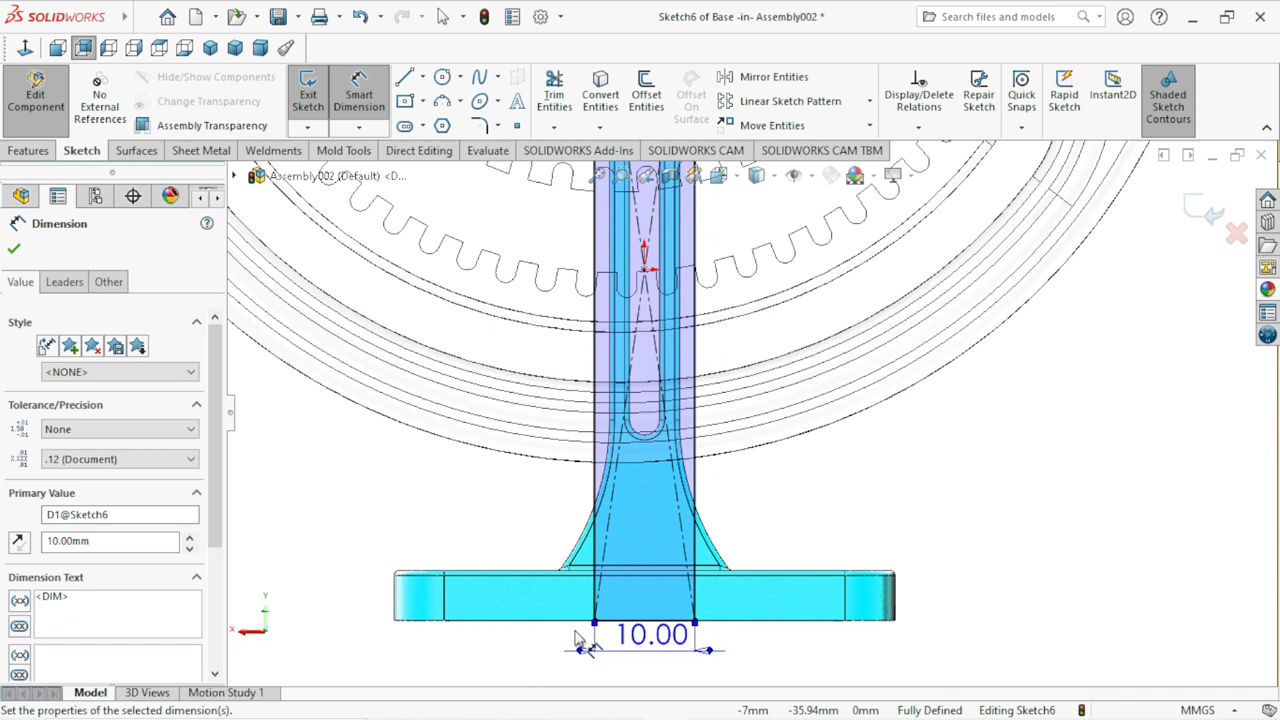 SOLIDWORKS
Sketch6 of Base -in- Assembly002 *
Search files and models
Edit Component
No External References
Hide/Show Components
Change Transparency
Assembly Transparency
Exit Sketch
Smart Dimension
Trim Entities
Convert Entities
Offset Entities
Offset On Surface
Mirror Entities
Linear Sketch Pattern
Move Entities
Display/Delete Relations
Repair Sketch
Quick Snaps
Rapid Sketch
Instant2D
Shaded Sketch Contours
Features
Sketch
Surfaces
Sheet Metal
Weldments
Mold Tools
Direct Editing
Evaluate
SOLIDWORKS Add-Ins
SOLIDWORKS CAM
SOLIDWORKS CAM TBM
Assembly002 (Default) <D...
Dimension
Value
Leaders
Other
Style
<NONE>
Tolerance/Precision
None
.12 (Document)
Primary Value
D1@Sketch6
10.00mm
Dimension Text
<DIM>
Y
X
10.00
Model
3D Views
Motion Study 1
Set the properties of the selected dimension(s).
-7mm
-35.94mm
0mm
Fully Defined
Editing Sketch6
MMGS